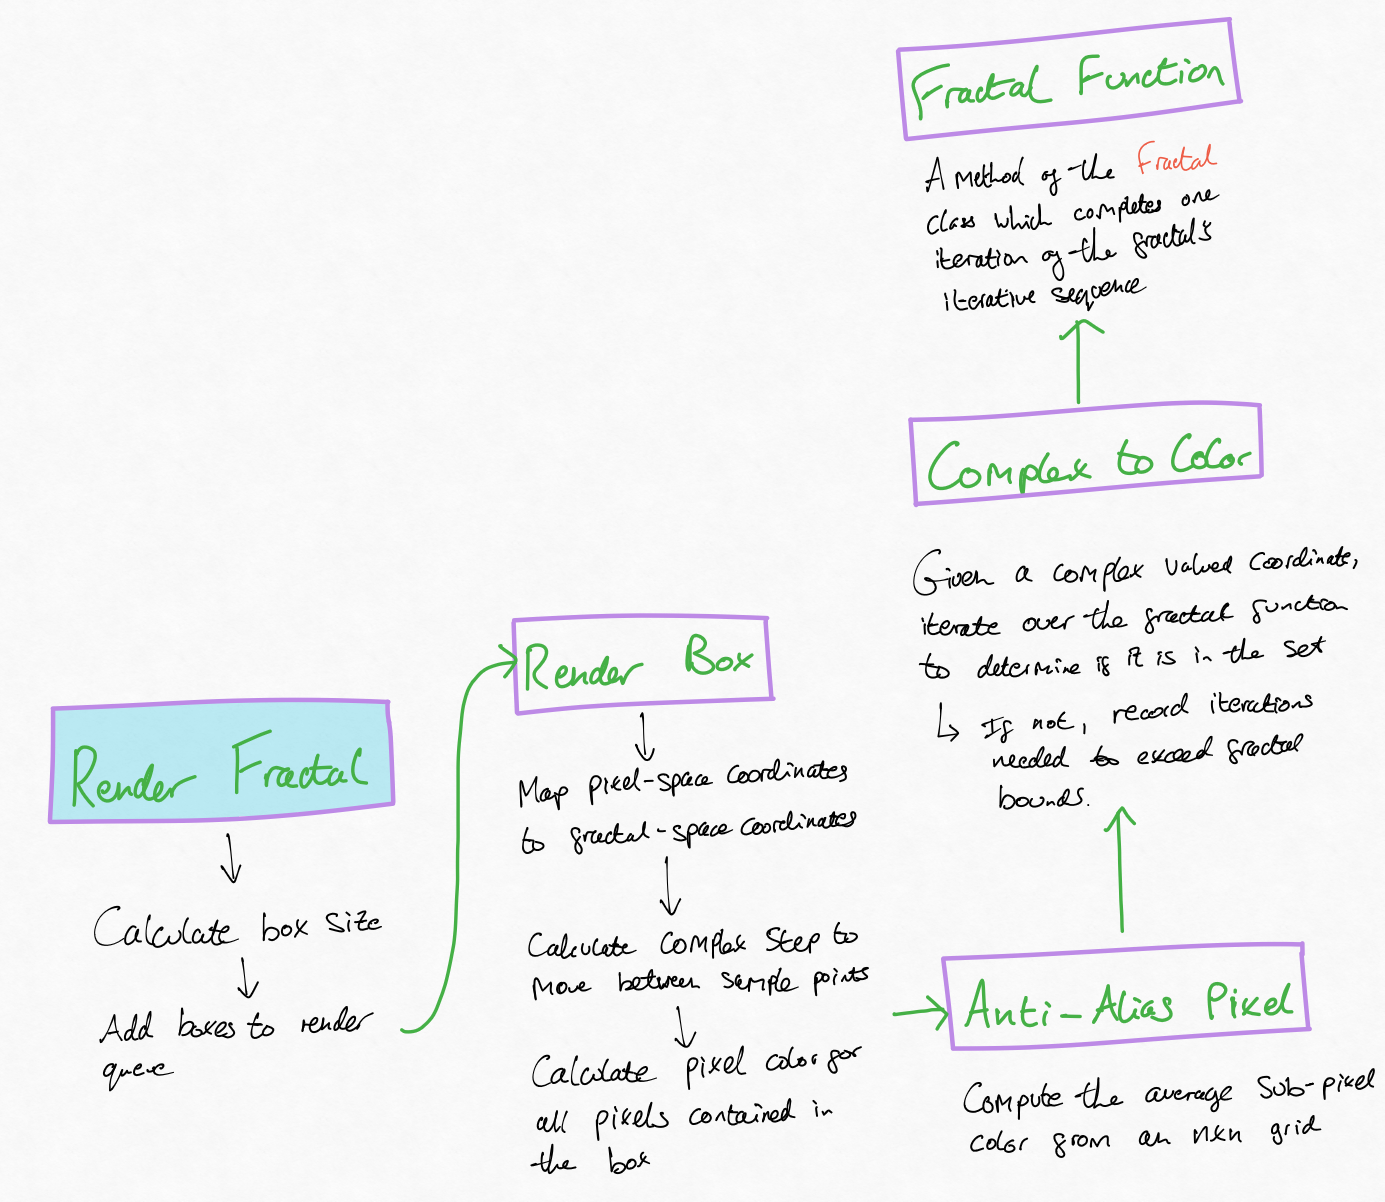 Render Fractal
Calculate box size
Add boxes to render
queue
Render Box
Map pixel-space coordinates
to fractal-space coordinates
Calculate complex step to
move between sample points
Calculate pixel color for
all pixels contained in
the box
Anti-Alias Pixel
Compute the average sub-pixel
color from an nxn grid
Complex to Color
Given a complex valued coordinate,
iterate over the fractal function
to determine if it is in the set
If not, record iterations
needed to exceed fractal
bounds.
Fractal Function
A method of the Fractal
class which completes one
iteration of the fractal's
iterative sequence